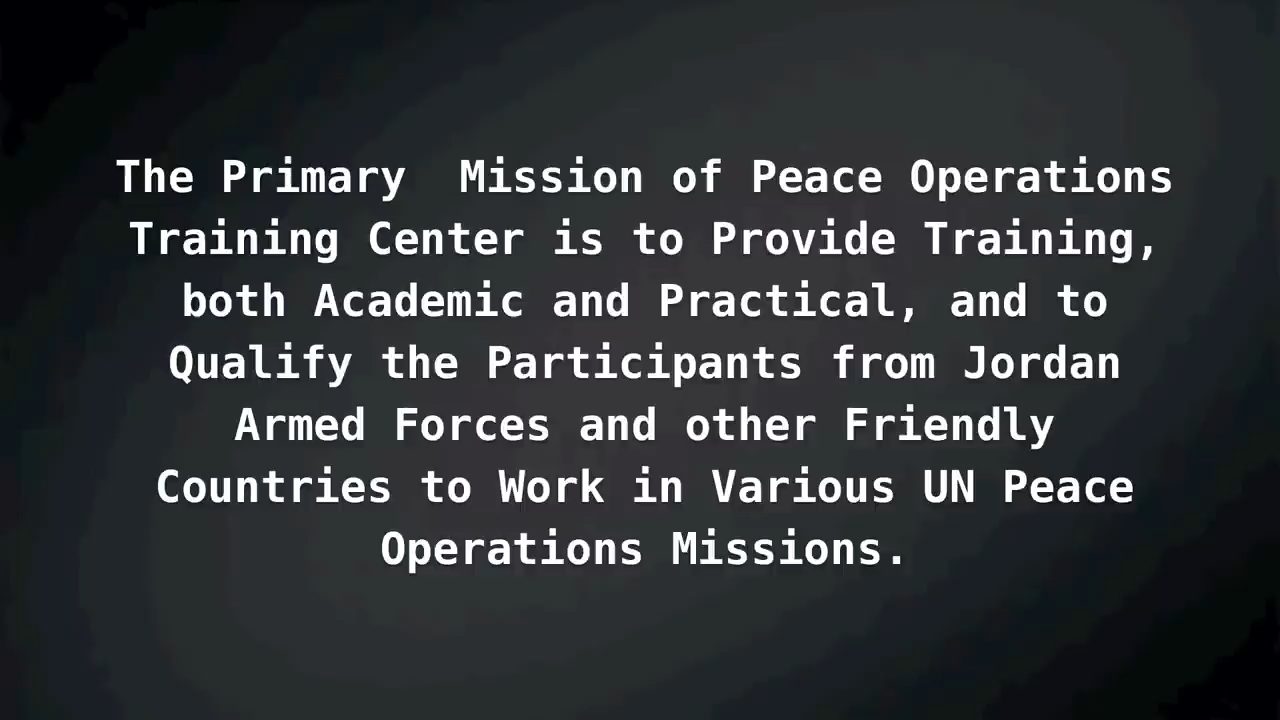 The Primary  Mission of Peace Operations
Training Center is to Provide Training,
both Academic and Practical, and to
Qualify the Participants from Jordan
Armed Forces and other Friendly
Countries to Work in Various UN Peace
Operations Missions.